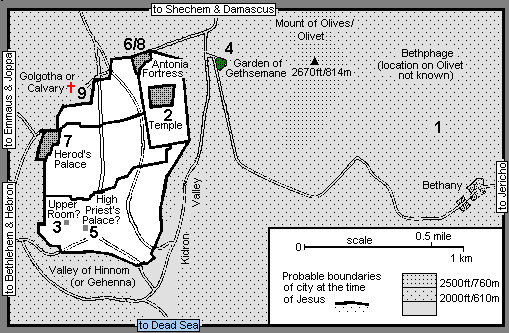 to Shechem & Damascus
Mount of Olives/
Olivet
2670ft/814m
Bethphage
(location on Olivet
not known)
6/8
Antonia
Fortress
4
Garden of
Gethsemane
Golgotha or
Calvary
9
2
Temple
1
to Emmaus & Joppa
7
Herod's
Palace
Bethany
to Jericho
Upper
Room?
3
High
Priest's
Palace?
5
Kidron Valley
to Bethlehem & Hebron
Valley of Hinnom
(or Gehenna)
to Dead Sea
0 scale 0.5 mile
1 km
Probable boundaries
of city at the time
of Jesus
2500ft/760m
2000ft/610m